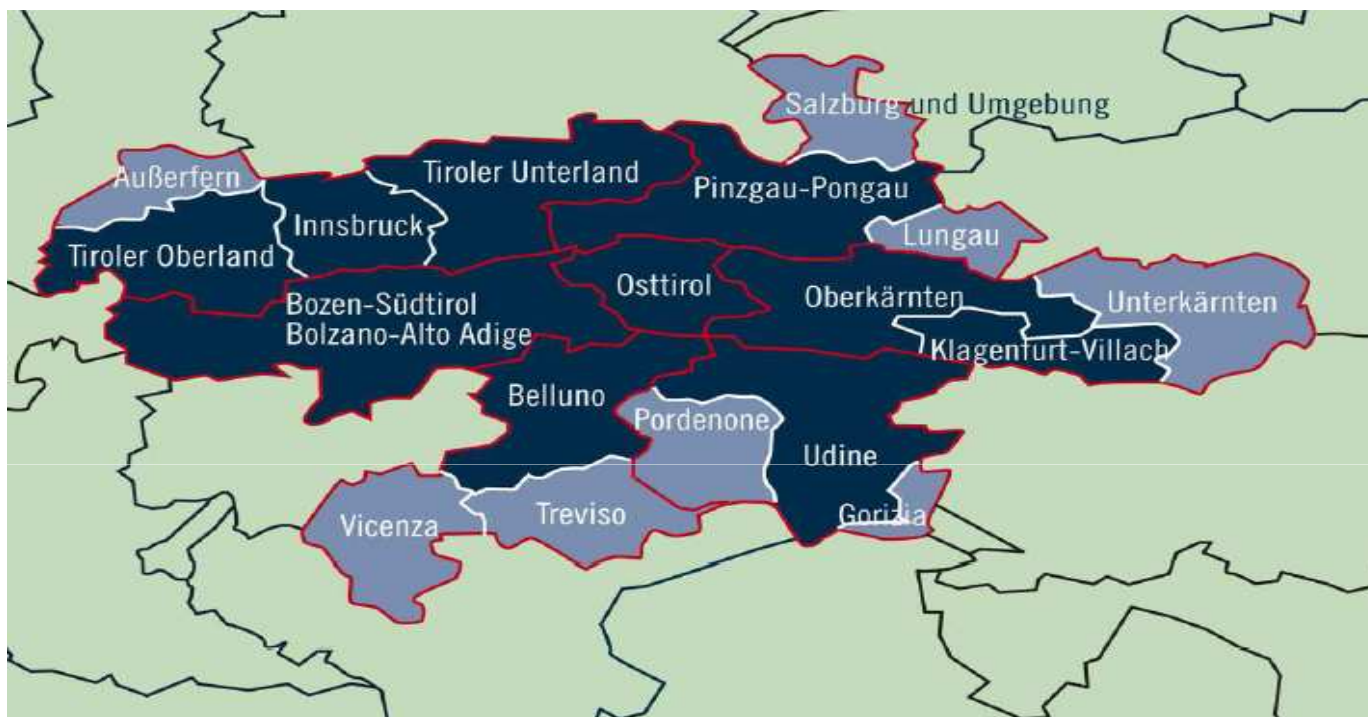 Salzburg und Umgebung
Außerfern
Tiroler Unterland
Pinzgau-Pongau
Innsbruck
Lungau
Tiroler Oberland
Osttirol
Oberkärnten
Unterkärnten
Bozen-Südtirol
Bolzano-Alto Adige
Klagenfurt-Villach
Belluno
Pordenone
Udine
Vicenza
Treviso
Gorizia